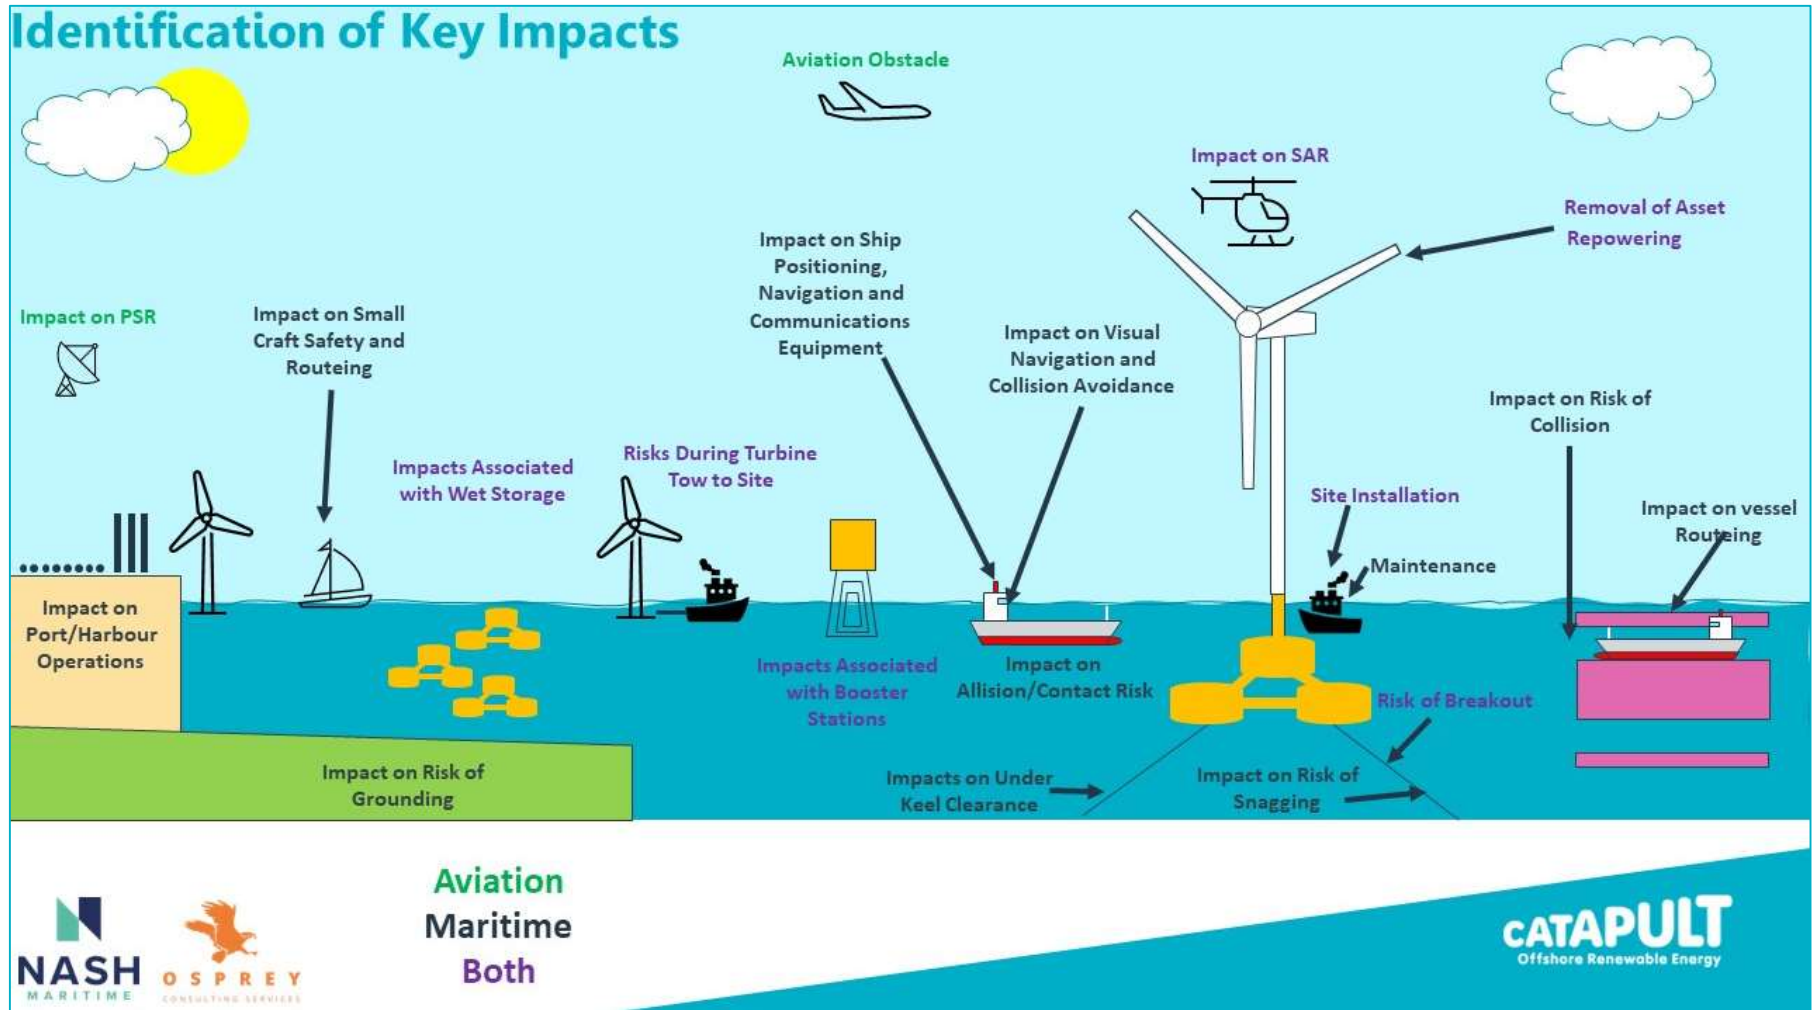 Identification of Key Impacts
Aviation Obstacle
Impact on SAR
Removal of Asset
Repowering
Impact on Ship
Positioning,
Navigation and
Communications
Equipment
Impact on PSR
Impact on Small
Craft Safety and
Routeing
Impact on Visual
Navigation and
Collision Avoidance
Impact on Risk of
Collision
Impacts Associated
with Wet Storage
Risks During Turbine
Tow to Site
Site Installation
Impact on vessel
Routeing
Maintenance
Impact on
Port/Harbour
Operations
Impacts Associated
with Booster
Stations
Impact on
Allision/Contact Risk
Risk of Breakout
Impact on Risk of
Grounding
Impacts on Under
Keel Clearance
Impact on Risk of
Snagging
Aviation
Maritime
Both
NASH
MARITIME
OSPREY
CONSULTING SERVICES
CATAPULT
Offshore Renewable Energy